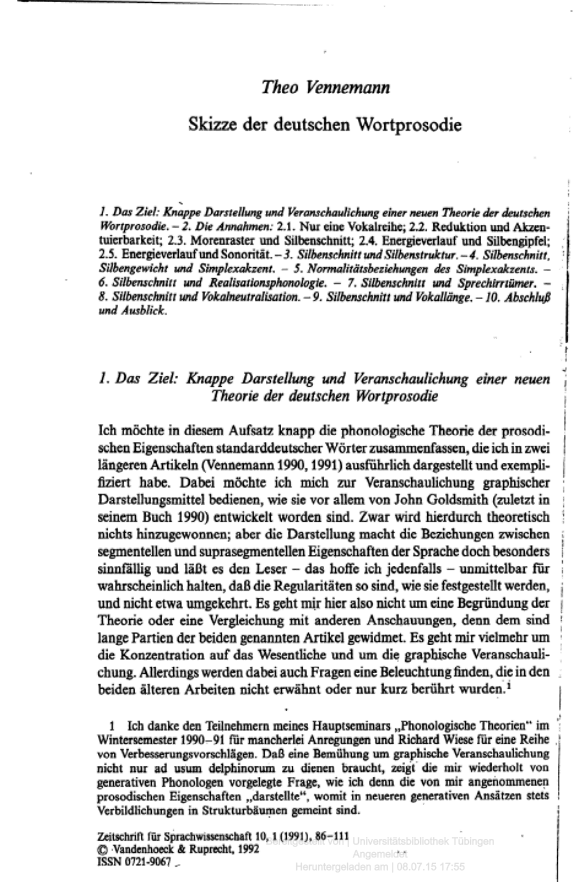 Theo Vennemann
Skizze der deutschen Wortprosodie
1. Das Ziel: Knappe Darstellung und Veranschaulichung einer neuen Theorie der deutschen
Wortprosodie. – 2. Die Annahmen: 2.1. Nur eine Vokalreihe; 2.2. Reduktion und Akzen-
tuierbarkeit; 2.3. Morenraster und Silbenschnitt; 2.4. Energieverlauf und Silbengipfel;
2.5. Energieverlauf und Sonorität. – 3. Silbenschnitt und Silbenstruktur. – 4. Silbenschnitt,
Silbengewicht und Simplexakzent. – 5. Normalitätsbeziehungen des Simplexakzents. –
6. Silbenschnitt und Realisationsphonologie. – 7. Silbenschnitt und Sprechirrtümer. –
8. Silbenschnitt und Vokalneutralisation. – 9. Silbenschnitt und Vokallänge. – 10. Abschluß
und Ausblick.
1. Das Ziel: Knappe Darstellung und Veranschaulichung einer neuen
Theorie der deutschen Wortprosodie
Ich möchte in diesem Aufsatz knapp die phonologische Theorie der prosodi-
schen Eigenschaften standarddeutscher Wörter zusammenfassen, die ich in zwei
längeren Artikeln (Vennemann 1990, 1991) ausführlich dargestellt und exempli-
fiziert habe. Dabei möchte ich mich zur Veranschaulichung graphischer
Darstellungsmittel bedienen, wie sie vor allem von John Goldsmith (zuletzt in
seinem Buch 1990) entwickelt worden sind. Zwar wird hierdurch theoretisch
nichts hinzugewonnen; aber die Darstellung macht die Beziehungen zwischen
segmentellen und suprasegmentellen Eigenschaften der Sprache doch besonders
sinnfällig und läßt es den Leser – das hoffe ich jedenfalls – unmittelbar für
wahrscheinlich halten, daß die Regularitäten so sind, wie sie festgestellt werden,
und nicht etwa umgekehrt. Es geht mir hier also nicht um eine Begründung der
Theorie oder eine Vergleichung mit anderen Anschauungen, denn dem sind
lange Partien der beiden genannten Artikel gewidmet. Es geht mir vielmehr um
die Konzentration auf das Wesentliche und um die graphische Veranschauli-
chung. Allerdings werden dabei auch Fragen eine Beleuchtung finden, die in den
beiden älteren Arbeiten nicht erwähnt oder nur kurz berührt wurden.¹
1 Ich danke den Teilnehmern meines Hauptseminars „Phonologische Theorien“ im
Wintersemester 1990–91 für mancherlei Anregungen und Richard Wiese für eine Reihe
von Verbesserungsvorschlägen. Daß eine Bemühung um graphische Veranschaulichung
nicht nur ad usum delphinorum zu dienen braucht, zeigt die mir wiederholt von
generativen Phonologen vorgelegte Frage, wie ich denn die von mir angenommenen
prosodischen Eigenschaften „darstellte“, womit in neueren generativen Ansätzen stets
Verbildlichungen in Strukturbäumen gemeint sind.
Zeitschrift für Sprachwissenschaft 10, 1 (1991), 86–111
© Vandenhoeck & Ruprecht, 1992
ISSN 0721-9067
von | Universitätsbibliothek Tübingen
Angemeldet
Heruntergeladen am | 08.07.15 17:55